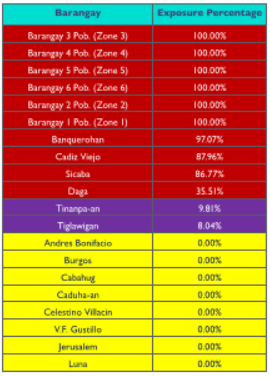 Barangay Exposure Percentage
Barangay 3 Pob. (Zone 3) 100.00%
Barangay 4 Pob. (Zone 4) 100.00%
Barangay 5 Pob. (Zone 5) 100.00%
Barangay 6 Pob. (Zone 6) 100.00%
Barangay 2 Pob. (Zone 2) 100.00%
Barangay 1 Pob. (Zone 1) 100.00%
Banquerohan 97.07%
Cadiz Viejo 87.96%
Sicaba 86.77%
Daga 35.51%
Tinanpa-an 9.81%
Tiglawigan 8.04%
Andres Bonifacio 0.00%
Burgos 0.00%
Cabahug 0.00%
Caduha-an 0.00%
Celestino Villacin 0.00%
V.F. Gustillo 0.00%
Jerusalem 0.00%
Luna 0.00%